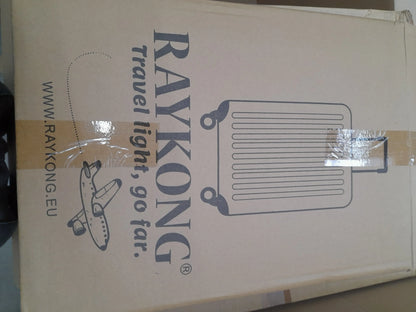 RAYKONG®
Travel light, go far.
WWW.RAYKONG.EU